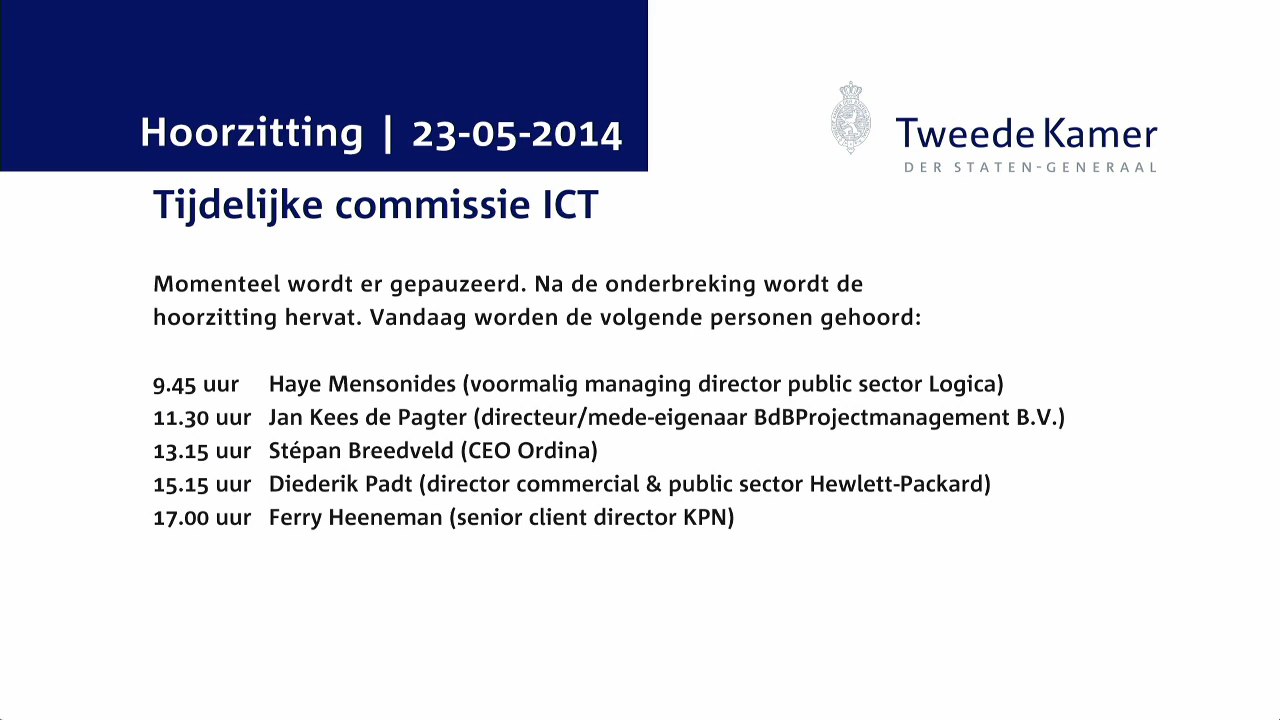 Hoorzitting | 23-05-2014
Tweede Kamer
DER STATEN-GENERAAL
Tijdelijke commissie ICT
Momenteel wordt er gepauzeerd. Na de onderbreking wordt de
hoorzitting hervat. Vandaag worden de volgende personen gehoord:
9.45 uur Haye Mensonides (voormalig managing director public sector Logica)
11.30 uur Jan Kees de Pagter (directeur/mede-eigenaar BdBProjectmanagement B.V.)
13.15 uur Stépan Breedveld (CEO Ordina)
15.15 uur Diederik Padt (director commercial & public sector Hewlett-Packard)
17.00 uur Ferry Heeneman (senior client director KPN)